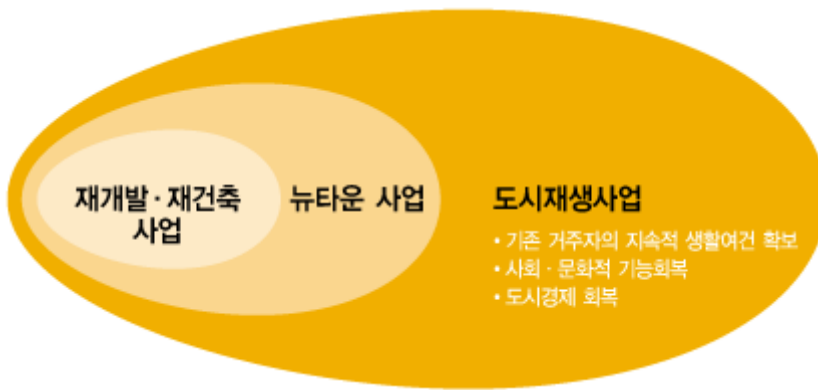 재개발·재건축
사업
뉴타운 사업
도시재생사업
• 기존 거주자의 지속적 생활여건 확보
• 사회·문화적 기능회복
• 도시경제 회복